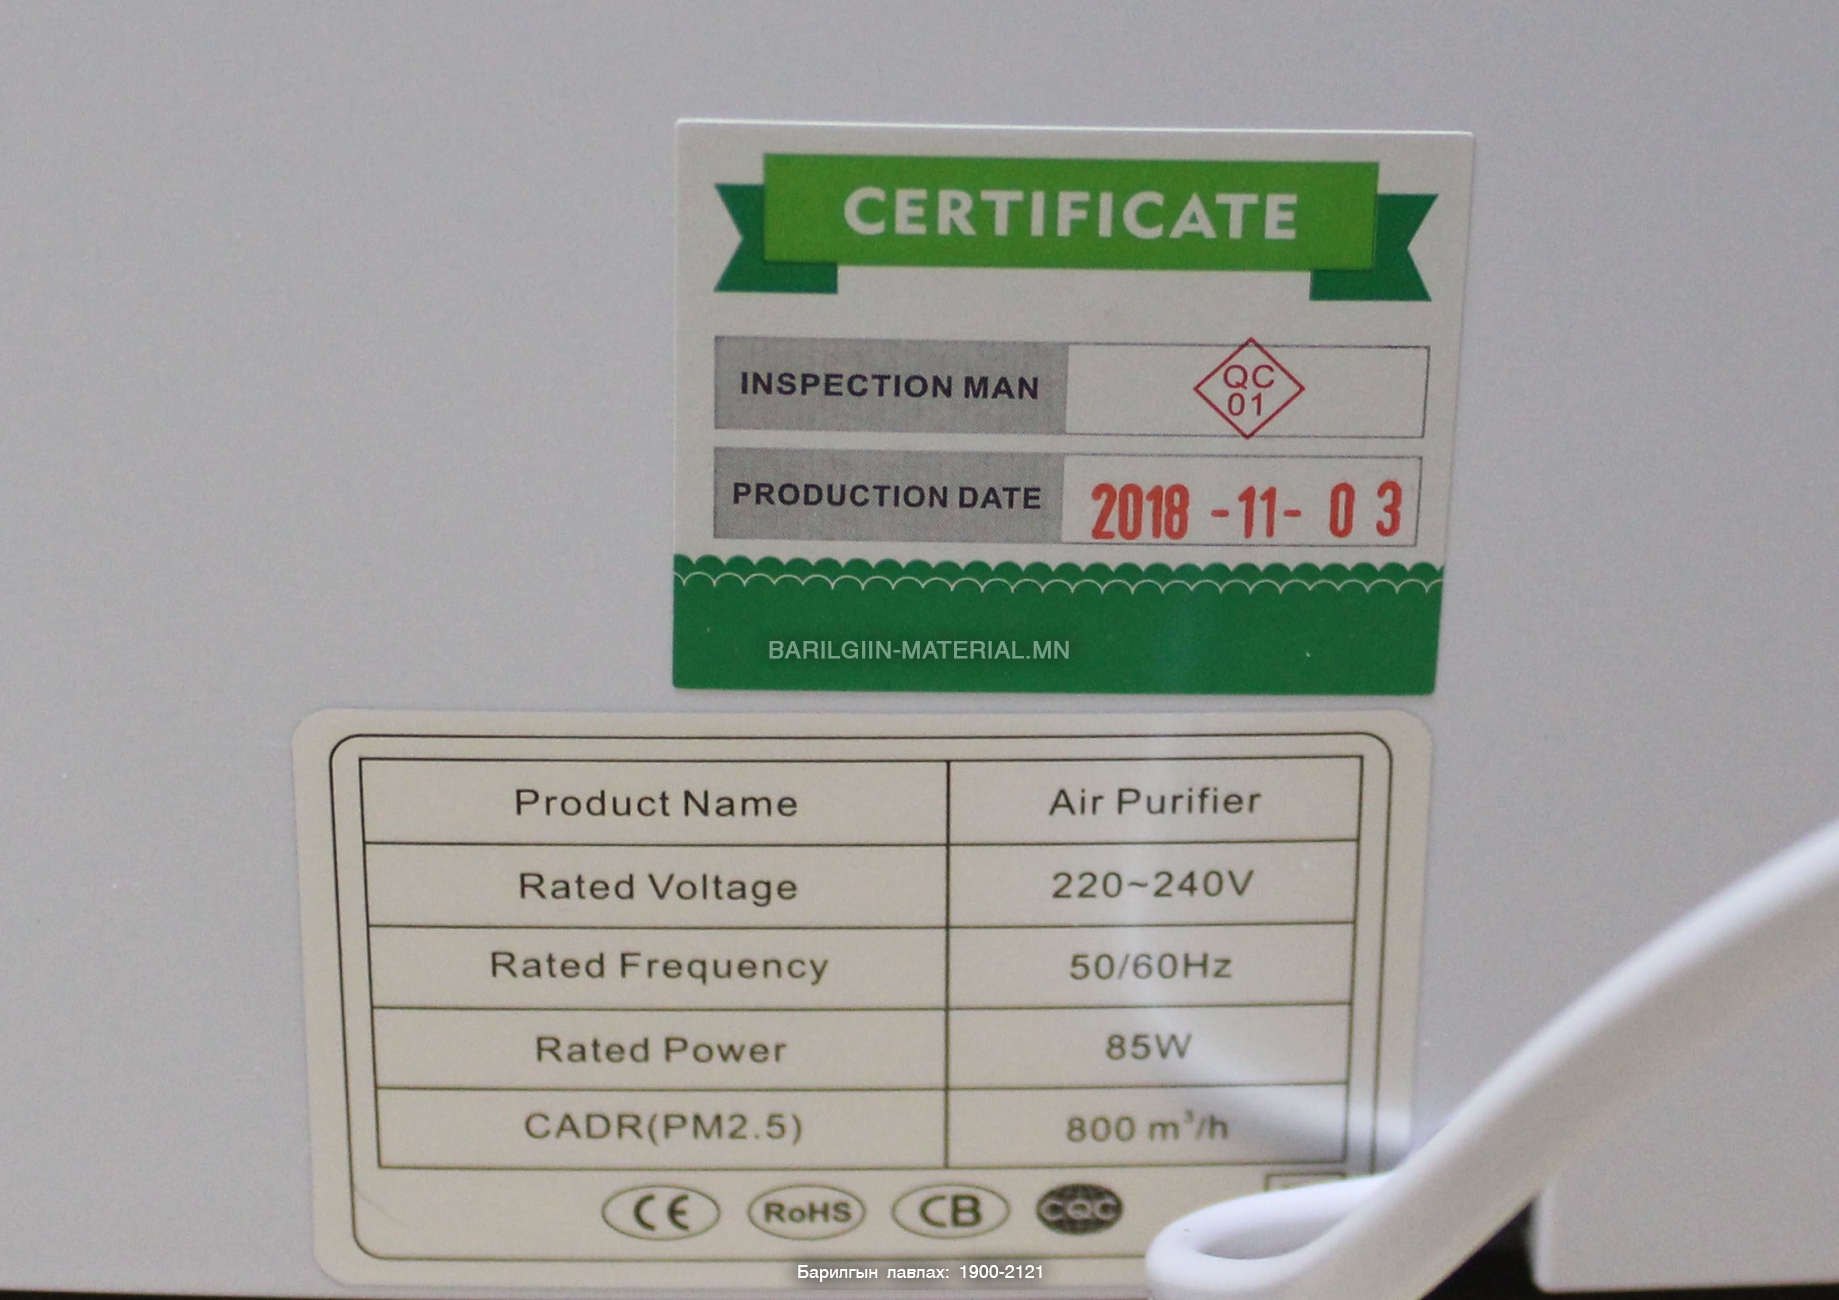 CERTIFICATE
INSPECTION MAN
QC
01
PRODUCTION DATE 2018 -11- 03
BARILGIIN-MATERIAL.MN
Product Name Air Purifier
Rated Voltage 220~240V
Rated Frequency 50/60Hz
Rated Power 85W
CADR(PM2.5) 800 m³/h
CE RoHS CB CQC
Барилгын лавлах: 1900-2121